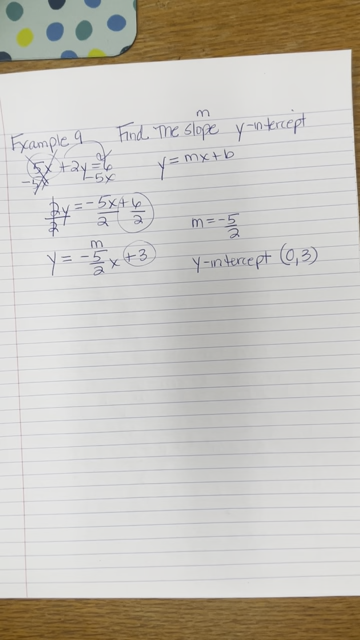 Example 9 Find The Slope m y-intercept
5x + 2y = 6 y = mx + b
-5x -5x
2y/2 = -5x/2 + 6/2 m = -5/2
y = -5/2 x + 3 m y-intercept (0,3)